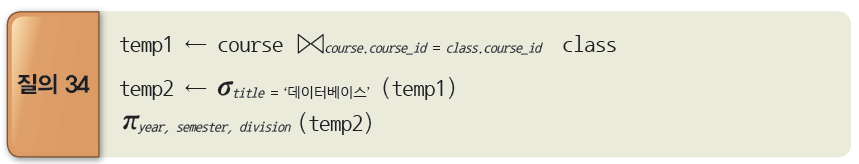 질의 34
temp1 ← course ⋈course.course_id = class.course_id class
temp2 ← σtitle = ‘데이터베이스’ (temp1)
πyear, semester, division (temp2)